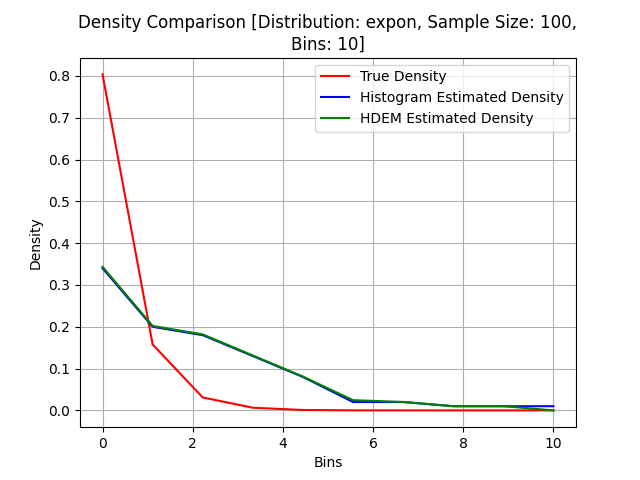 Density Comparison [Distribution: expon, Sample Size: 100,
Bins: 10]
True Density
Histogram Estimated Density
HDEM Estimated Density
0.8
0.7
0.6
0.5
0.4
0.3
0.2
0.1
0.0
Density
0 2 4 6 8 10
Bins